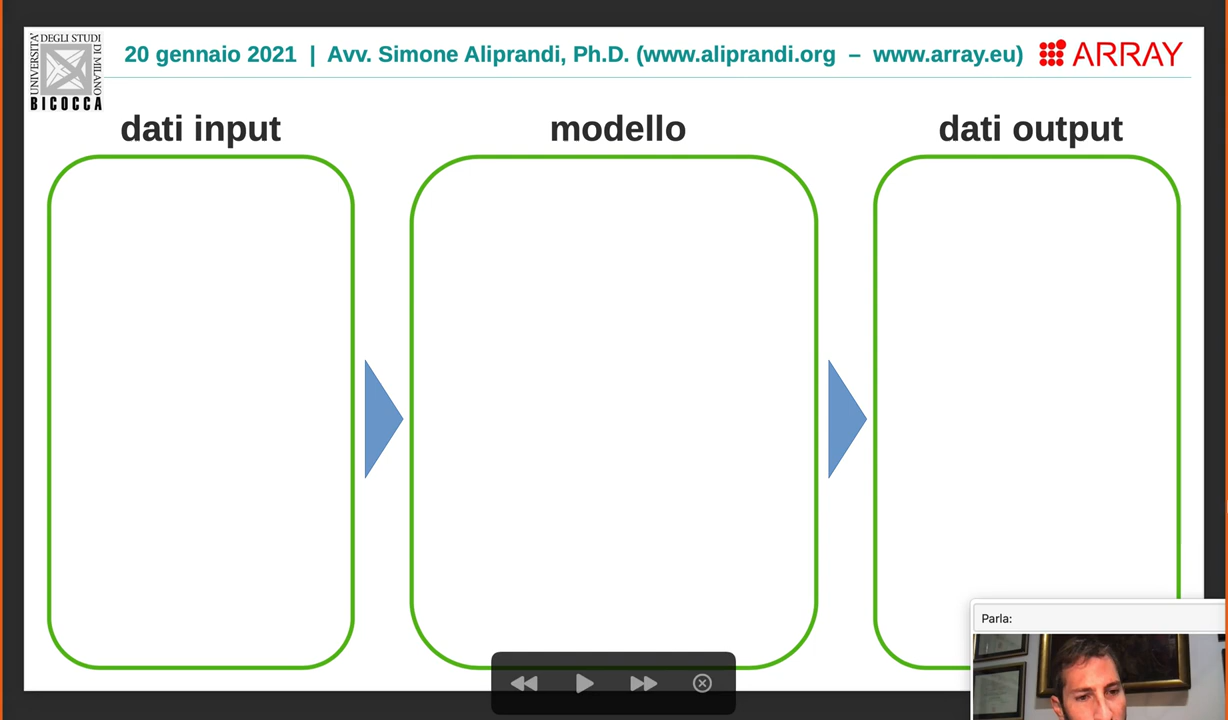 UNIVERSITÀ
DEGLI STUDI
DI MILANO
BICOCCA
20 gennaio 2021 | Avv. Simone Aliprandi, Ph.D. (www.aliprandi.org – www.array.eu)
ARRAY
dati input
modello
dati output
Parla: